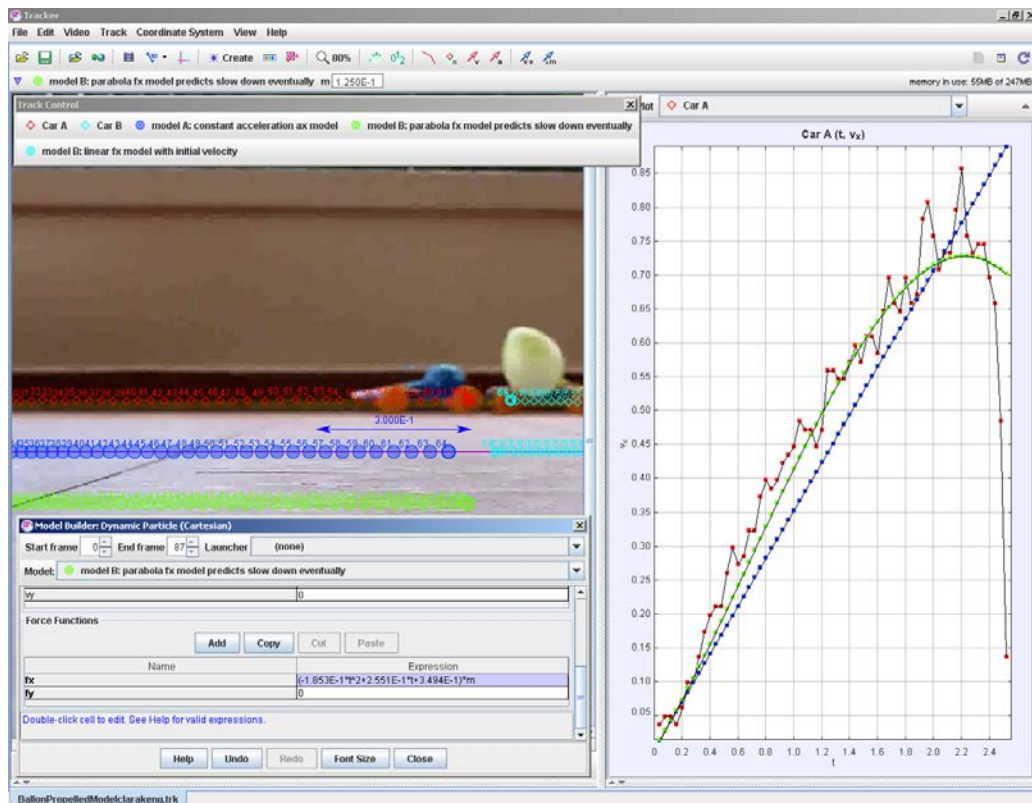 Tracker
File Edit Video Track Coordinate System View Help
Create 80%
model B: parabola fx model predicts slow down eventually m 1.250E-1 memory in use: 55MB of 247MB
Track Control
Car A Car B model A: constant acceleration ax model model B: parabola fx model predicts slow down eventually
model B: linear fx model with initial velocity
Car A
Car A (t, vx)
0.85
0.80
0.75
0.70
0.65
0.60
0.55
0.50
0.45
0.40
0.35
0.30
0.25
0.20
0.15
0.10
0.05
vx
0 0.2 0.4 0.6 0.8 1.0 1.2 1.4 1.6 1.8 2.0 2.2 2.4
t
3.000E-1
Model Builder: Dynamic Particle (Cartesian)
Start frame 0 End frame 87 Launcher (none)
Model: model B: parabola fx model predicts slow down eventually
vy 0
Force Functions
Add Copy Cut Paste
Name Expression
fx (-1.853E-1*t^2+2.551E-1*t+3.494E-1)*m
fy 0
Double-click cell to edit. See Help for valid expressions.
Help Undo Redo Font Size Close
BallonPropelledModelclarakeng.trk